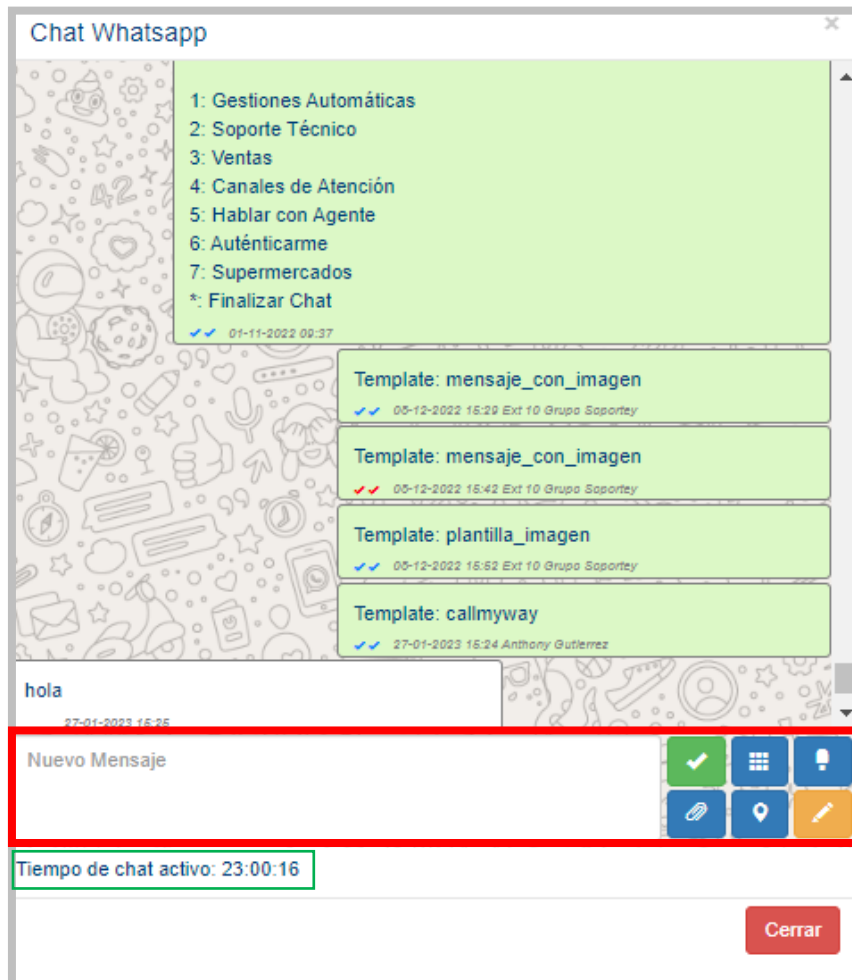 Chat Whatsapp
×
1: Gestiones Automáticas
2: Soporte Técnico
3: Ventas
4: Canales de Atención
5: Hablar con Agente
6: Auténticarme
7: Supermercados
*: Finalizar Chat
01-11-2022 09:37
Template: mensaje_con_imagen
05-12-2022 15:29 Ext 10 Grupo Soportey
Template: mensaje_con_imagen
05-12-2022 15:42 Ext 10 Grupo Soportey
Template: plantilla_imagen
05-12-2022 15:52 Ext 10 Grupo Soportey
Template: callmyway
27-01-2023 15:24 Anthony Gutierrez
hola
27-01-2023 15:25
Nuevo Mensaje
Tiempo de chat activo: 23:00:16
Cerrar